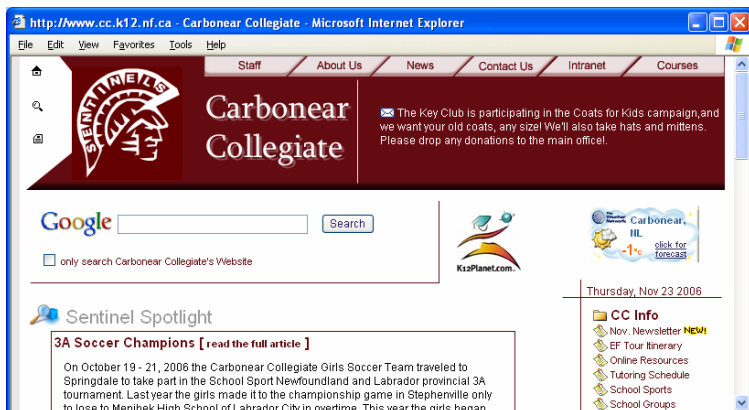 http://www.cc.k12.nf.ca - Carbonear Collegiate - Microsoft Internet Explorer
File Edit View Favorites Tools Help
Staff About Us News Contact Us Intranet Courses
SENTINELS
Carbonear
Collegiate
The Key Club is participating in the Coats for Kids campaign,and
we want your old coats, any size! We'll also take hats and mittens.
Please drop any donations to the main office!.
Google Search
only search Carbonear Collegiate's Website
K12Planet.com.
The Weather Network
Carbonear,
NL
-1°c
click for
forecast
Thursday, Nov 23 2006
Sentinel Spotlight
3A Soccer Champions [ read the full article ]
On October 19 - 21, 2006 the Carbonear Collegiate Girls Soccer Team traveled to
Springdale to take part in the School Sport Newfoundland and Labrador provincial 3A
tournament. Last year the girls made it to the championship game in Stephenville only
to lose to Menihek High School of Labrador City in overtime. This year the girls began
CC Info
Nov. Newsletter NEW!
EF Tour Itinerary
Online Resources
Tutoring Schedule
School Sports
School Groups